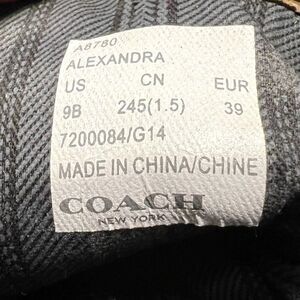 A8780
ALEXANDRA
US CN EUR
9B 245(1.5) 39
7200084/G14
MADE IN CHINA/CHINE
COACH
NEW YORK